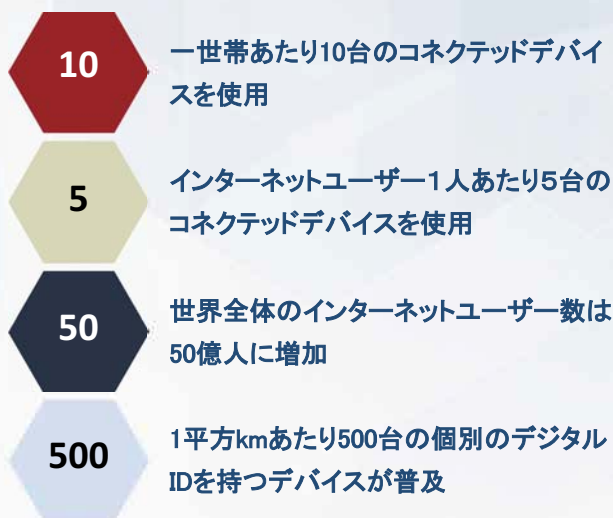 10
一世帯あたり10台のコネクテッドデバイ
スを使用
5
インターネットユーザー1人あたり5台の
コネクテッドデバイスを使用
50
世界全体のインターネットユーザー数は
50億人に増加
500
1平方kmあたり500台の個別のデジタル
IDを持つデバイスが普及